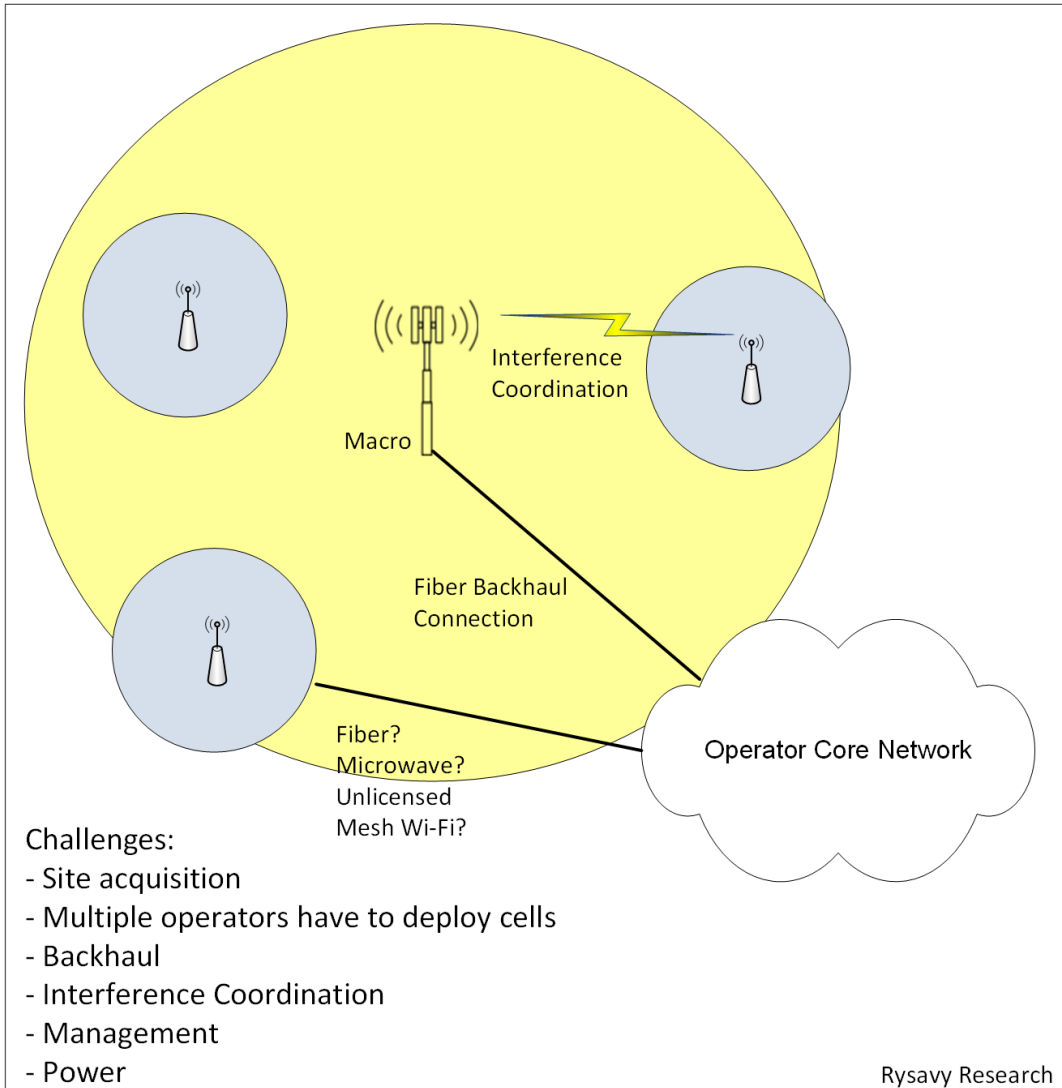 Interference
Coordination
Macro
Fiber Backhaul
Connection
Fiber?
Microwave?
Unlicensed
Mesh Wi-Fi?
Operator Core Network
Challenges:
- Site acquisition
- Multiple operators have to deploy cells
- Backhaul
- Interference Coordination
- Management
- Power
Rysavy Research